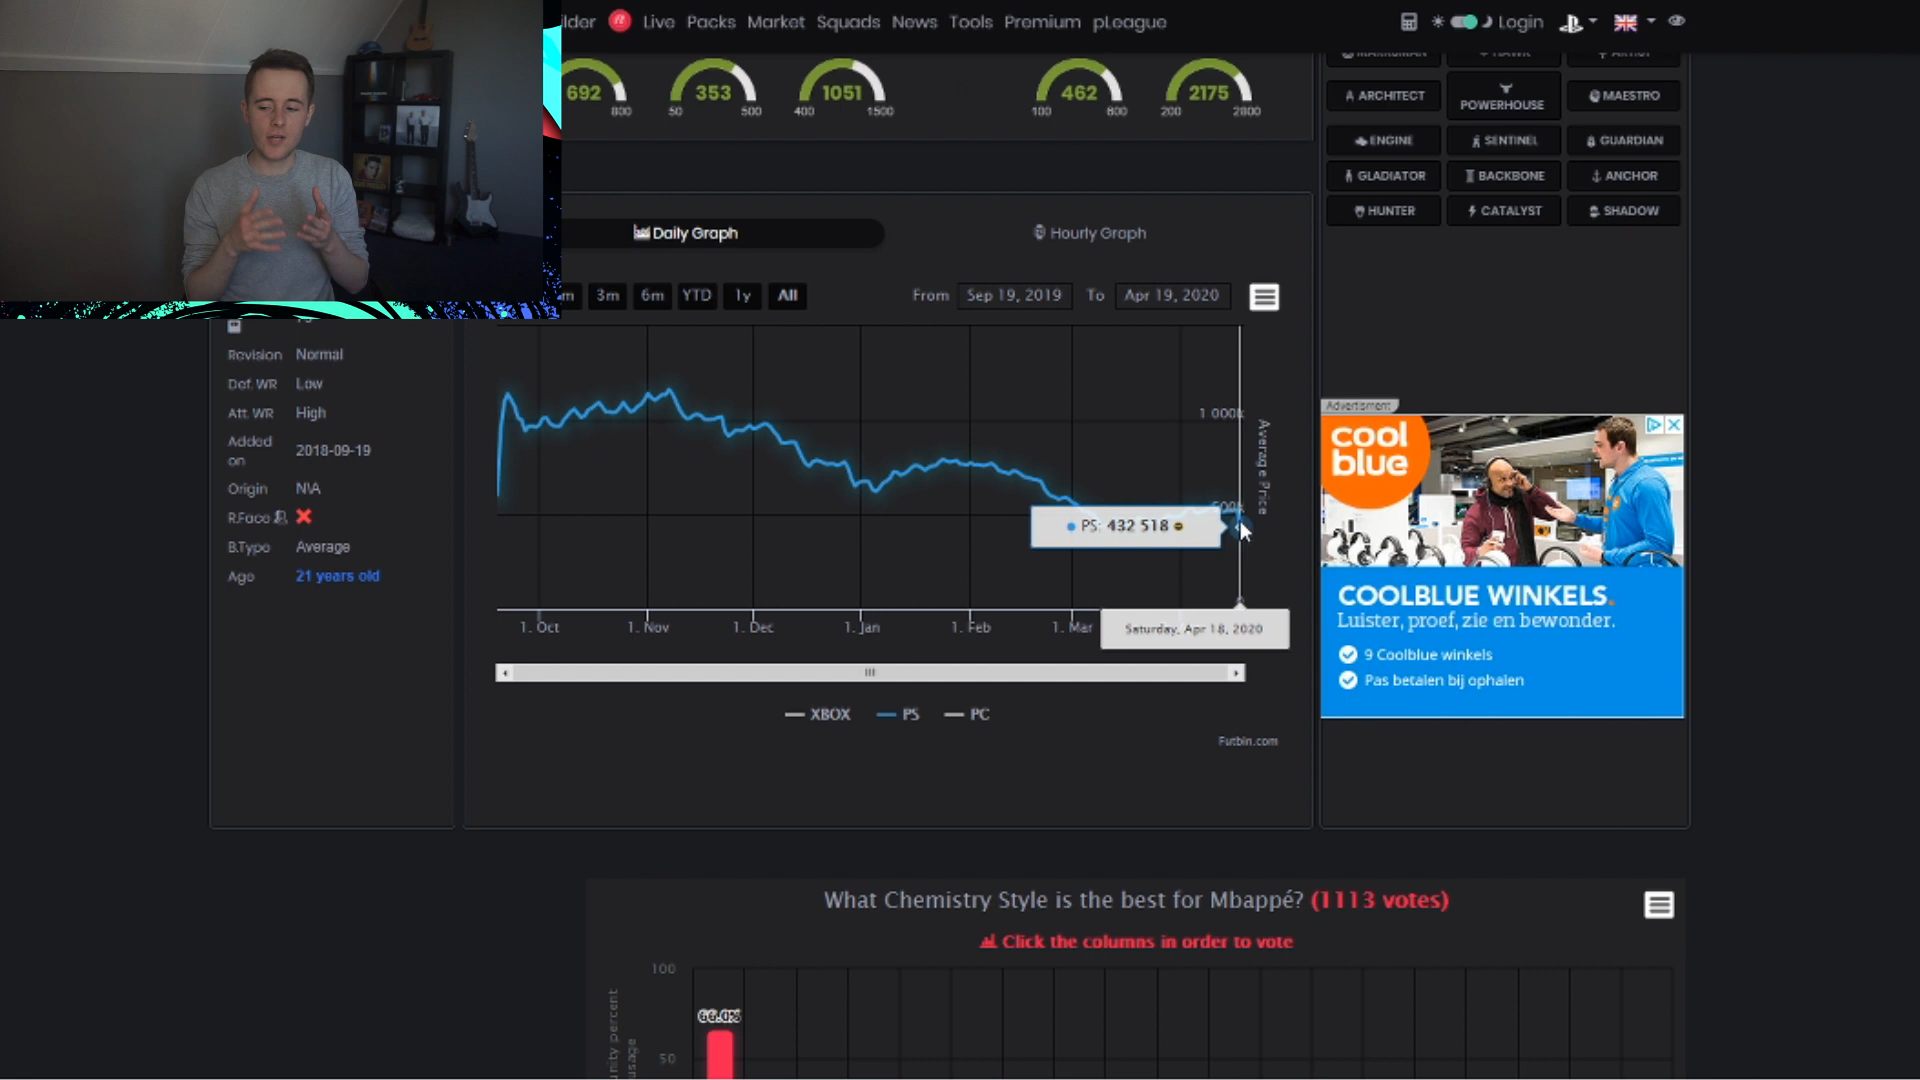 Live Packs Market Squads News Tools Premium pLeague
Login
692 353 1051 462 2175
800 50 500 400 1500 100 800 200 2800
ARCHITECT POWERHOUSE MAESTRO
ENGINE SENTINEL GUARDIAN
GLADIATOR BACKBONE ANCHOR
HUNTER CATALYST SHADOW
Daily Graph Hourly Graph
3m 6m YTD 1y All
From Sep 19, 2019 To Apr 19, 2020
Revision Normal
Def. WR Low
Att. WR High
Added on 2018-09-19
Origin N\A
R.Face
B.Type Average
Age 21 years old
1 000k
Average Price
PS: 432 518
1. Oct 1. Nov 1. Dec 1. Jan 1. Feb 1. Mar
Saturday, Apr 18, 2020
XBOX PS PC
Futbin.com
Advertisment
cool
blue
COOLBLUE WINKELS.
Luister, proef, zie en bewonder.
9 Coolblue winkels
Pas betalen bij ophalen
What Chemistry Style is the best for Mbappé? (1113 votes)
Click the columns in order to vote
100
50
usage